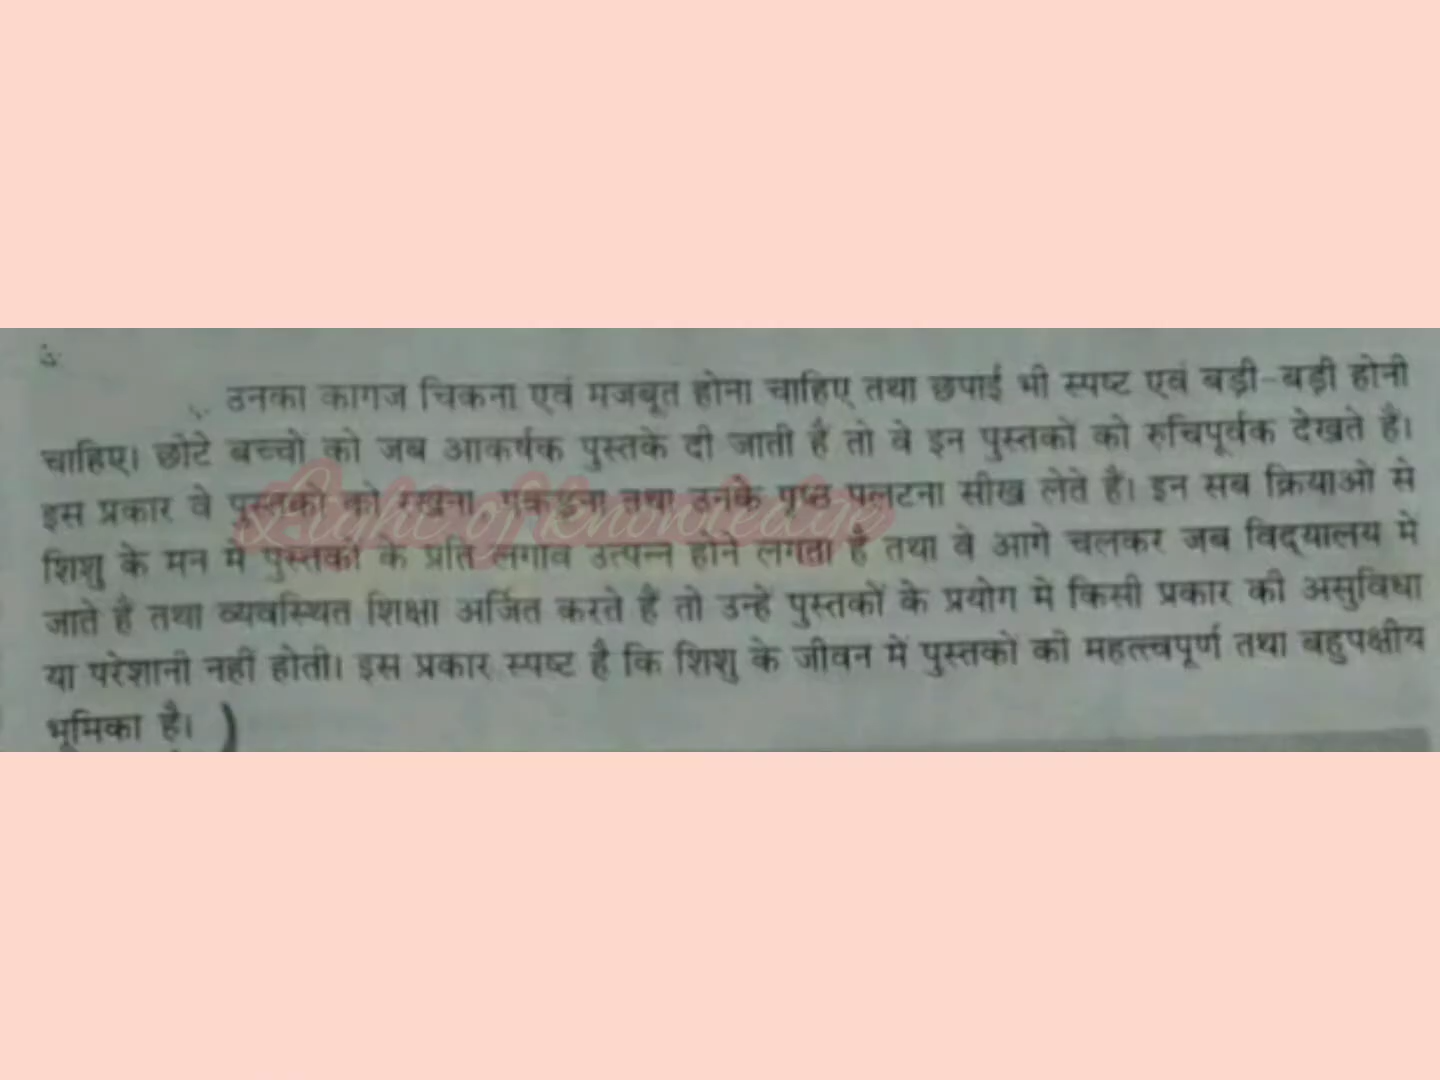 उनका कागज चिकना एवं मजबूत होना चाहिए तथा छपाई भी स्पष्ट एवं बड़ी-बड़ी होनी
चाहिए। छोटे बच्चो को जब आकर्षक पुस्तके दी जाती हैं तो वे इन पुस्तकों को रुचिपूर्वक देखते है।
इस प्रकार वे पुस्तकों को रखना, पकड़ना तथा उनके पृष्ठ पलटना सीख लेते है। इन सब क्रियाओ से
Light of knowledge
शिशु के मन मे पुस्तकों के प्रति लगाव उत्पन्न होने लगता है तथा वे आगे चलकर जब विद्यालय मे
जाते हैं तथा व्यवस्थित शिक्षा अर्जित करते हैं तो उन्हे पुस्तकों के प्रयोग मे किसी प्रकार की असुविधा
या परेशानी नहीं होती। इस प्रकार स्पष्ट है कि शिशु के जीवन में पुस्तकों को महत्त्वपूर्ण तथा बहुपक्षीय
भूमिका है। )